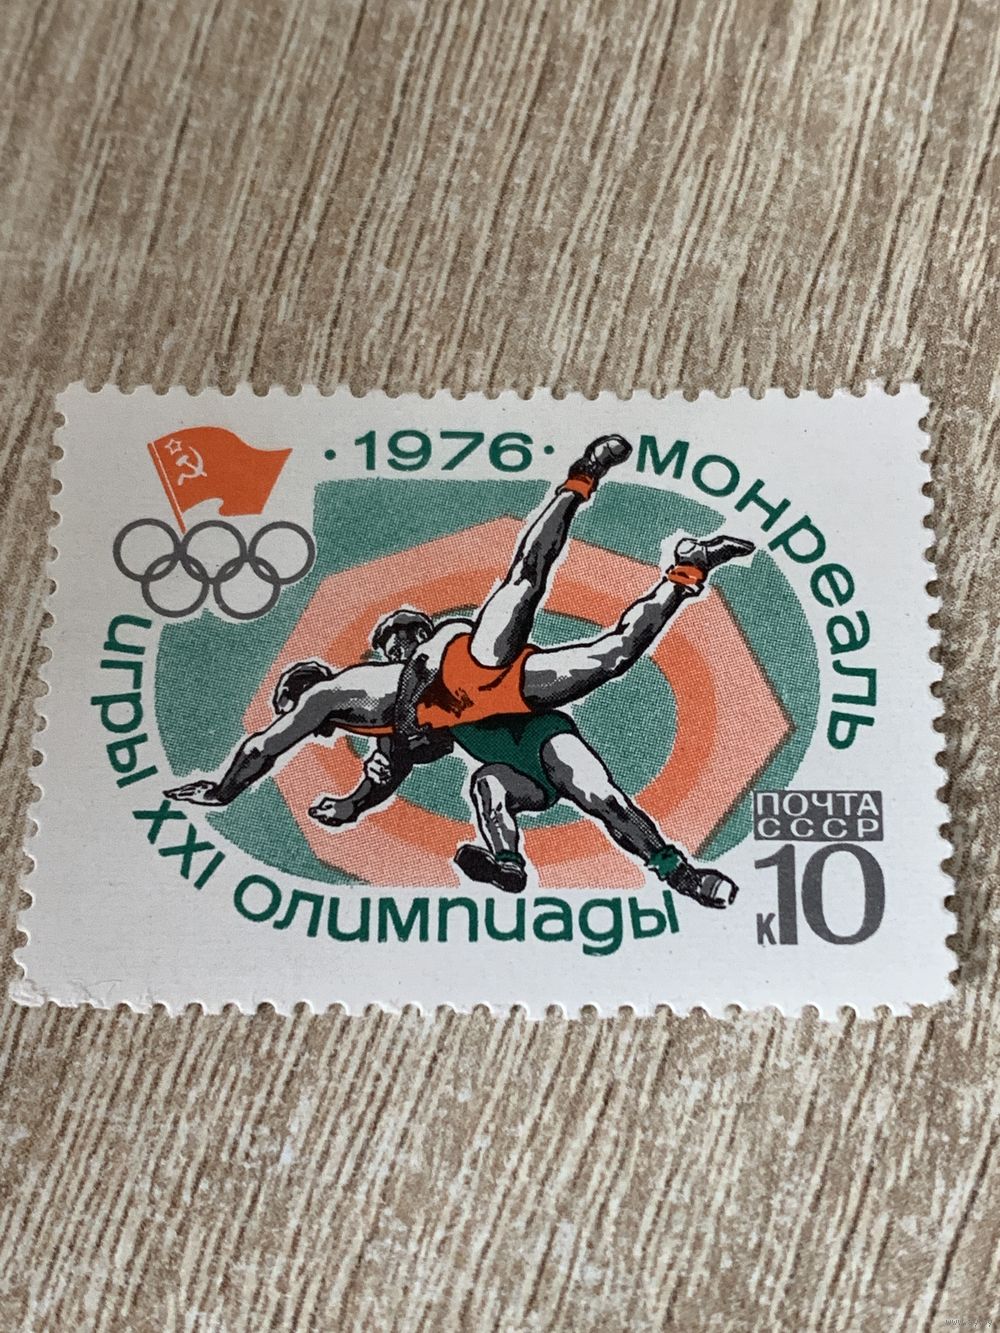 ·1976· МОНРЕАЛЬ
ИГРЫ XXI ОЛИМПИАДЫ
ПОЧТА
СССР
к10